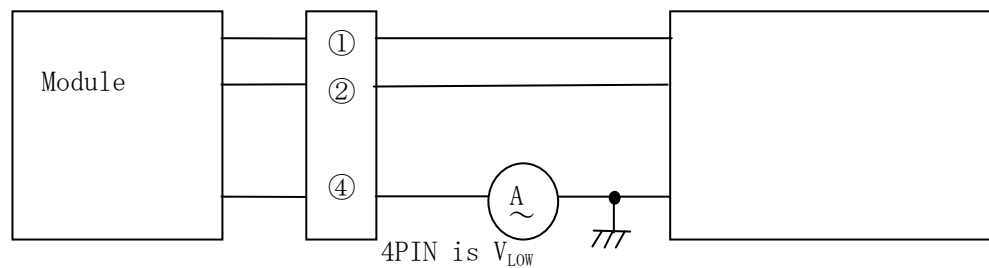 ①
Module
②
④
A
~
4PIN is V_LOW